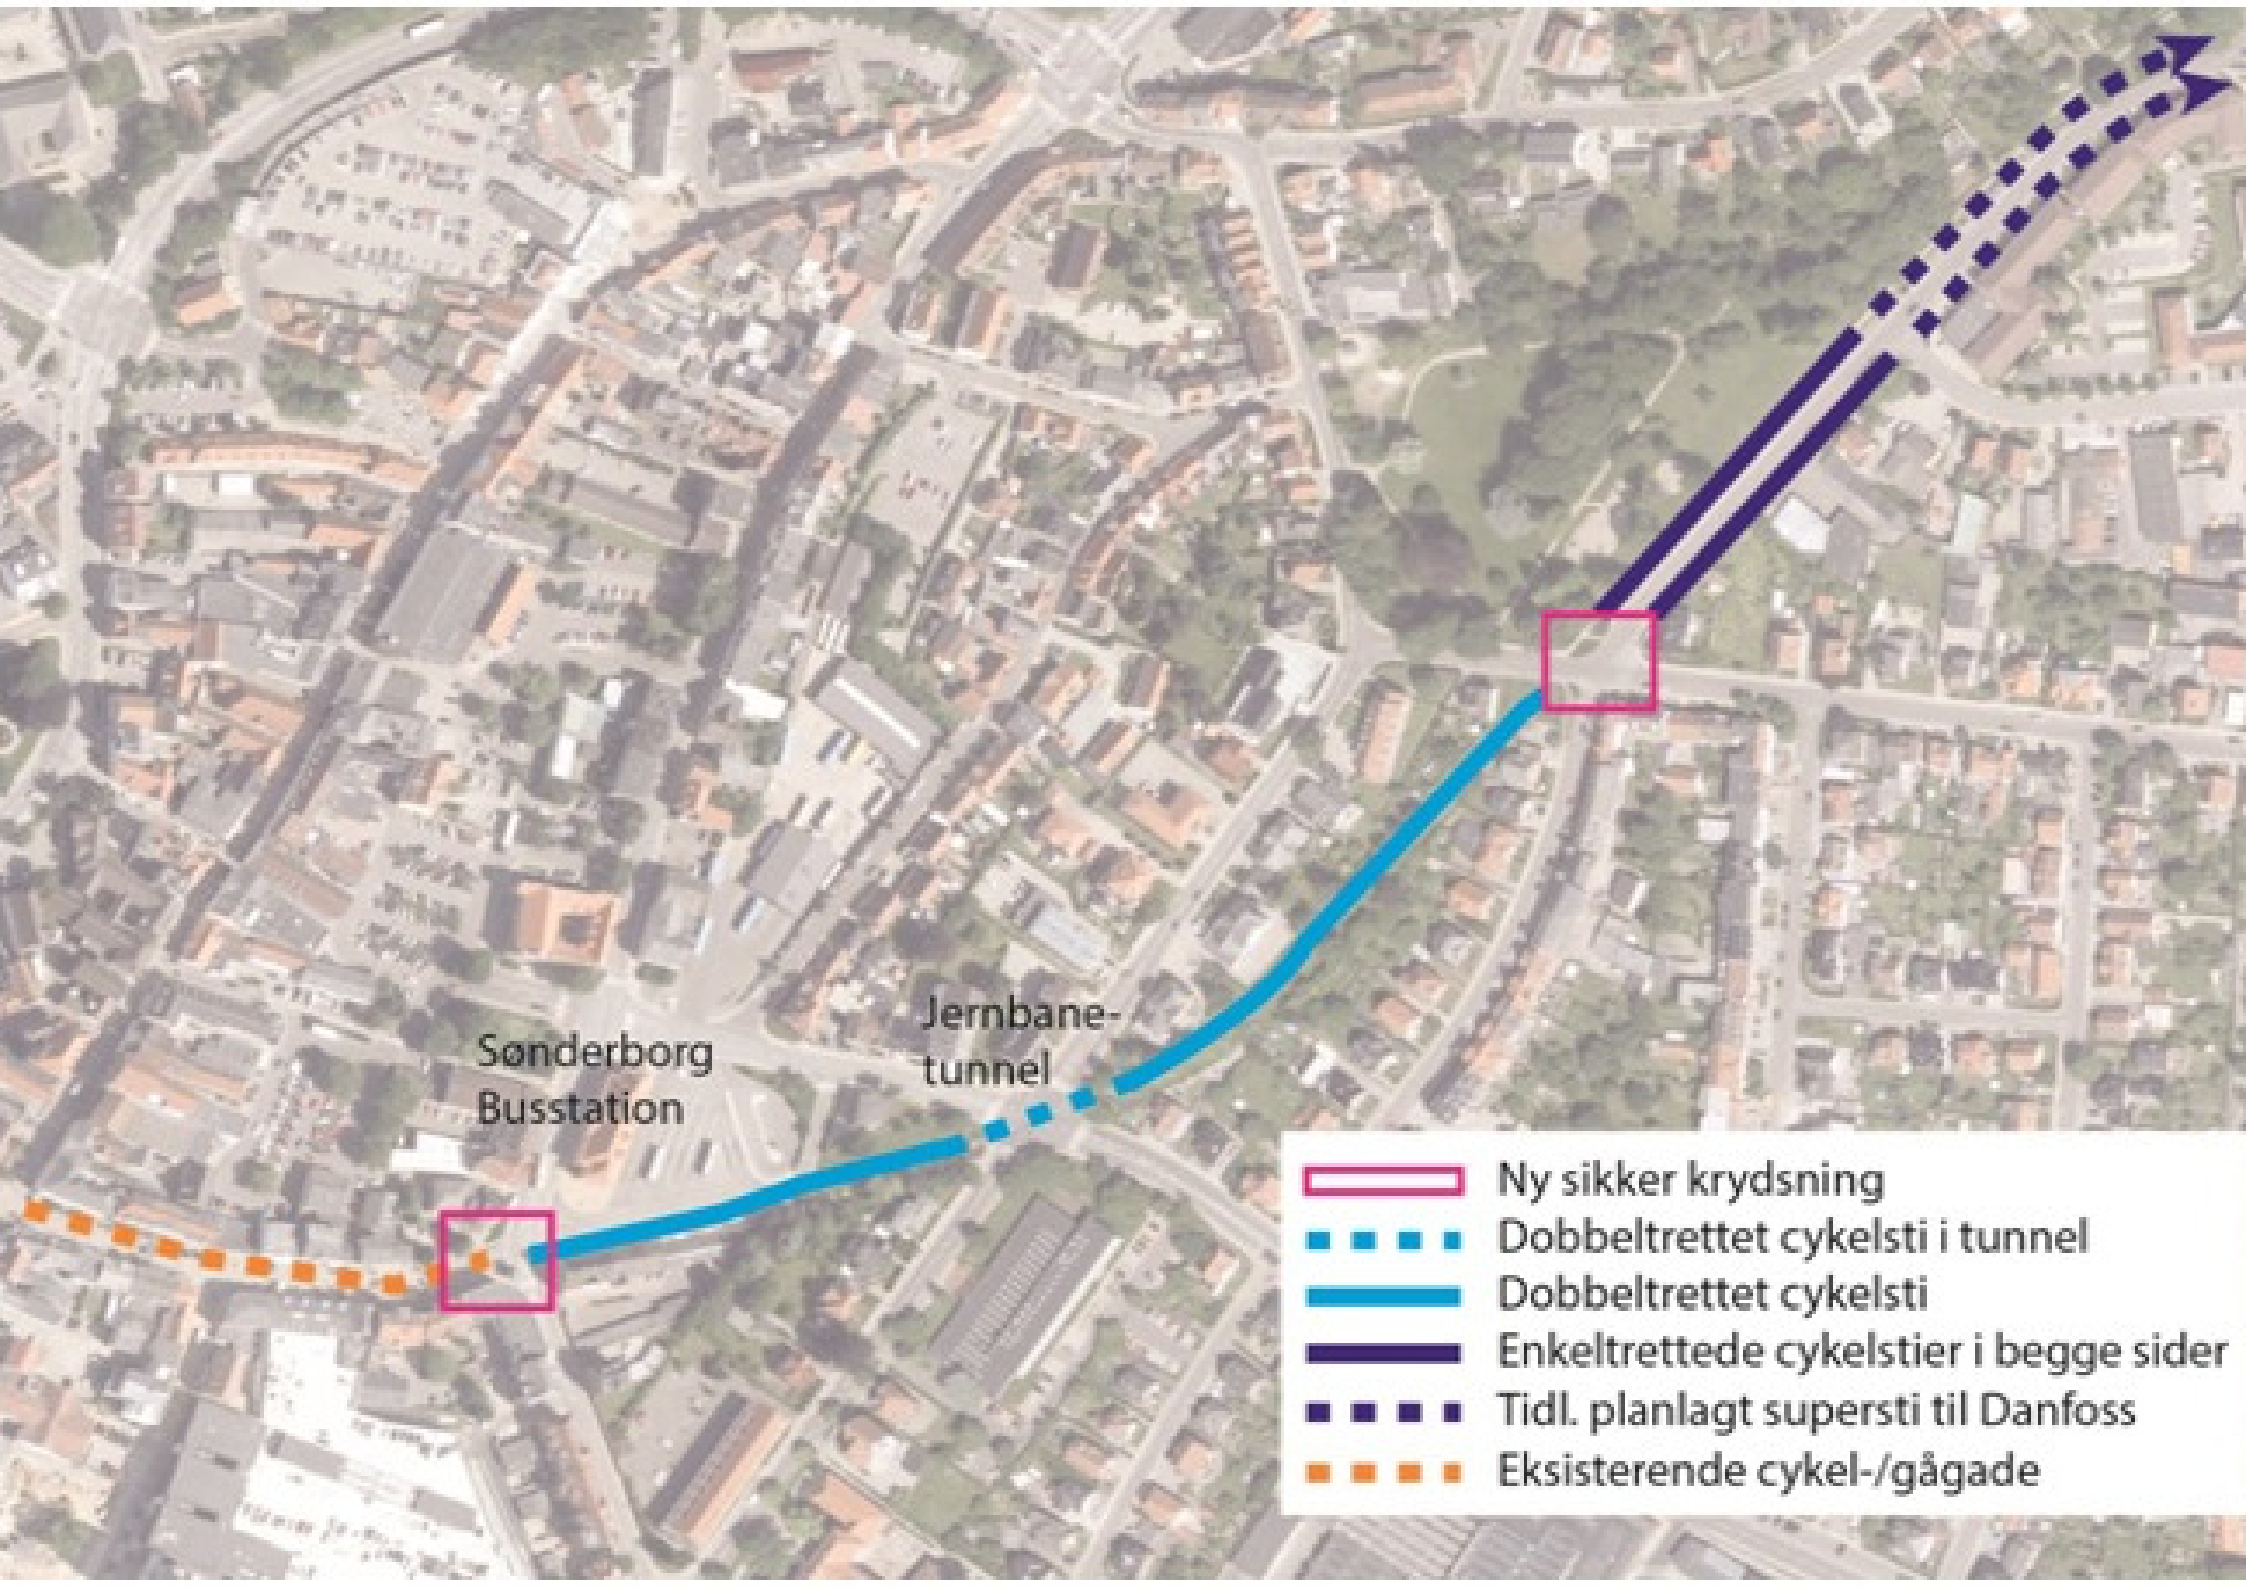 Jernbane-
tunnel
Sønderborg
Busstation
Ny sikker krydsning
Dobbeltrettet cykelsti i tunnel
Dobbeltrettet cykelsti
Enkeltrettede cykelstier i begge sider
Tidl. planlagt supersti til Danfoss
Eksisterende cykel-/gågade